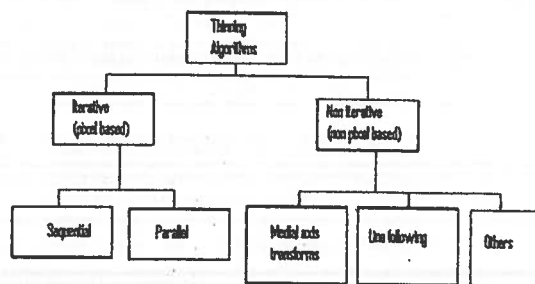 Thinning
Algorithms
Iterative
(pixel based)
Non Iterative
(non pixel based)
Sequential
Parallel
Medial axis
transforms
Line following
Others